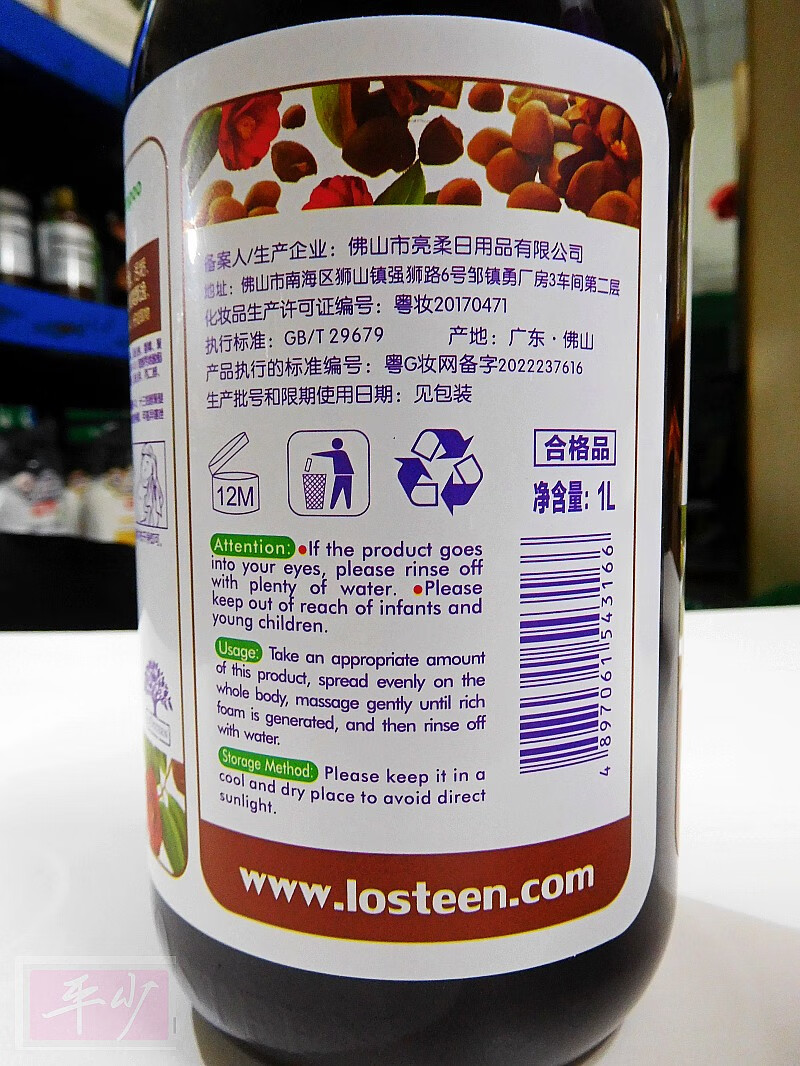 备案人/生产企业：佛山市亮柔日用品有限公司
地址：佛山市南海区狮山镇强狮路6号邹镇勇厂房3车间第二层
化妆品生产许可证编号：粤妆20170471
执行标准：GB/T 29679 产地：广东·佛山
产品执行的标准编号：粤G妆网备字2022237616
生产批号和限期使用日期：见包装
12M
合格品
净含量：1L
Attention: •If the product goes
into your eyes, please rinse off
with plenty of water. •Please
keep out of reach of infants and
young children.
Usage: Take an appropriate amount
of this product, spread evenly on the
whole body, massage gently until rich
foam is generated, and then rinse off
with water.
Storage Method: Please keep it in a
cool and dry place to avoid direct
sunlight.
4 897061 543166
www.losteen.com
平少